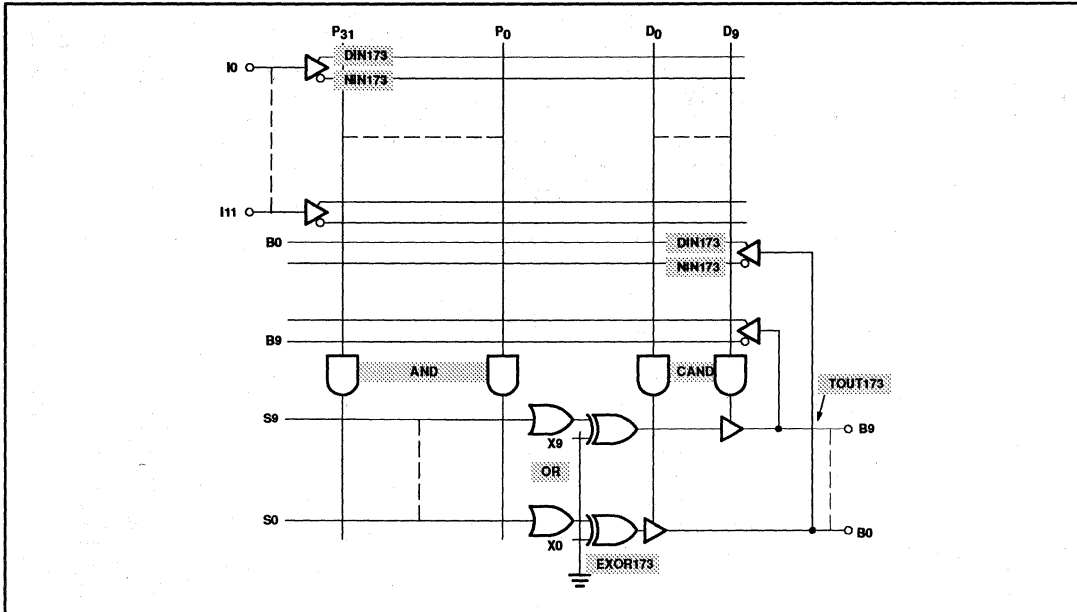 P31 P0 D0 D9
DIN173
I0
NIN173
I11
B0
DIN173
NIN173
B9
AND
CAND
TOUT173
S9
X9
B9
OR
S0
X0
B0
EXOR173